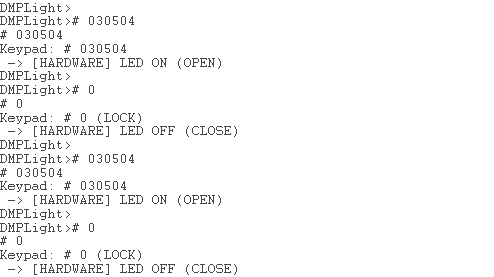 DMPLight>
DMPLight># 030504
# 030504
Keypad: # 030504
 -> [HARDWARE] LED ON (OPEN)
DMPLight>
DMPLight># 0
# 0
Keypad: # 0 (LOCK)
 -> [HARDWARE] LED OFF (CLOSE)
DMPLight>
DMPLight># 030504
# 030504
Keypad: # 030504
 -> [HARDWARE] LED ON (OPEN)
DMPLight>
DMPLight># 0
# 0
Keypad: # 0 (LOCK)
 -> [HARDWARE] LED OFF (CLOSE)